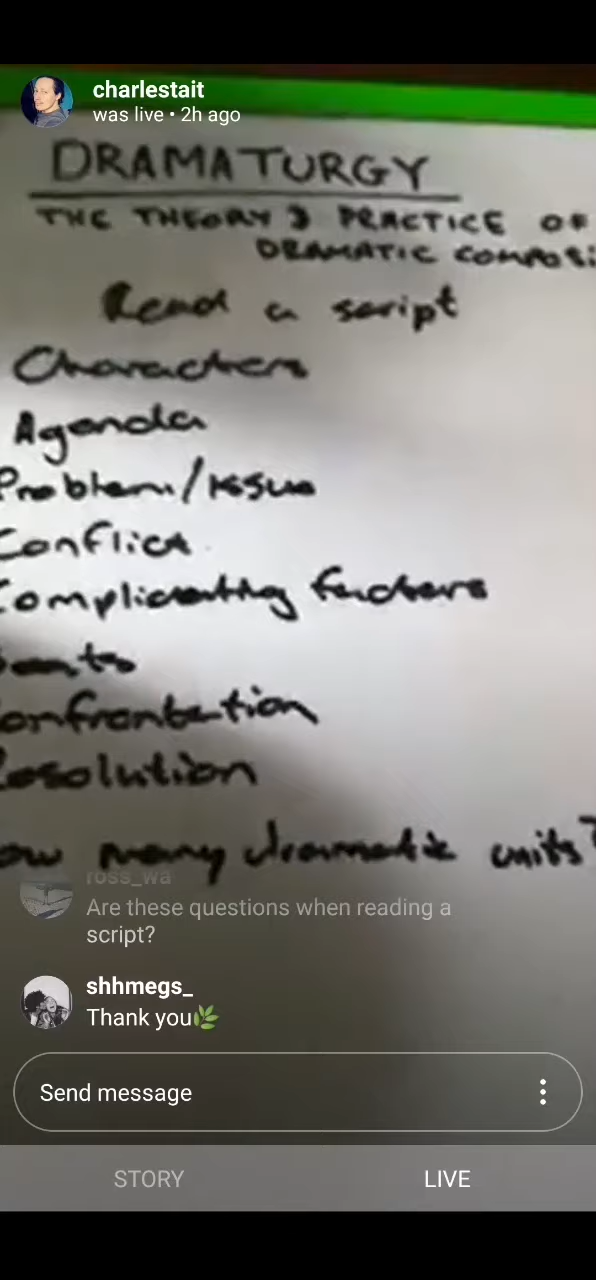 charlestait
was live • 2h ago
DRAMATURGY
THE THEORY & PRACTICE OF
DRAMATIC COMPOSI
Read a script
Characters
Agenda
Problem/Issue
Conflict
Complicating factors
onfrontation
Resolution
ow many dramatic units?
ross_wa
Are these questions when reading a
script?
shhmegs_
Thank you🌿
Send message
STORY
LIVE